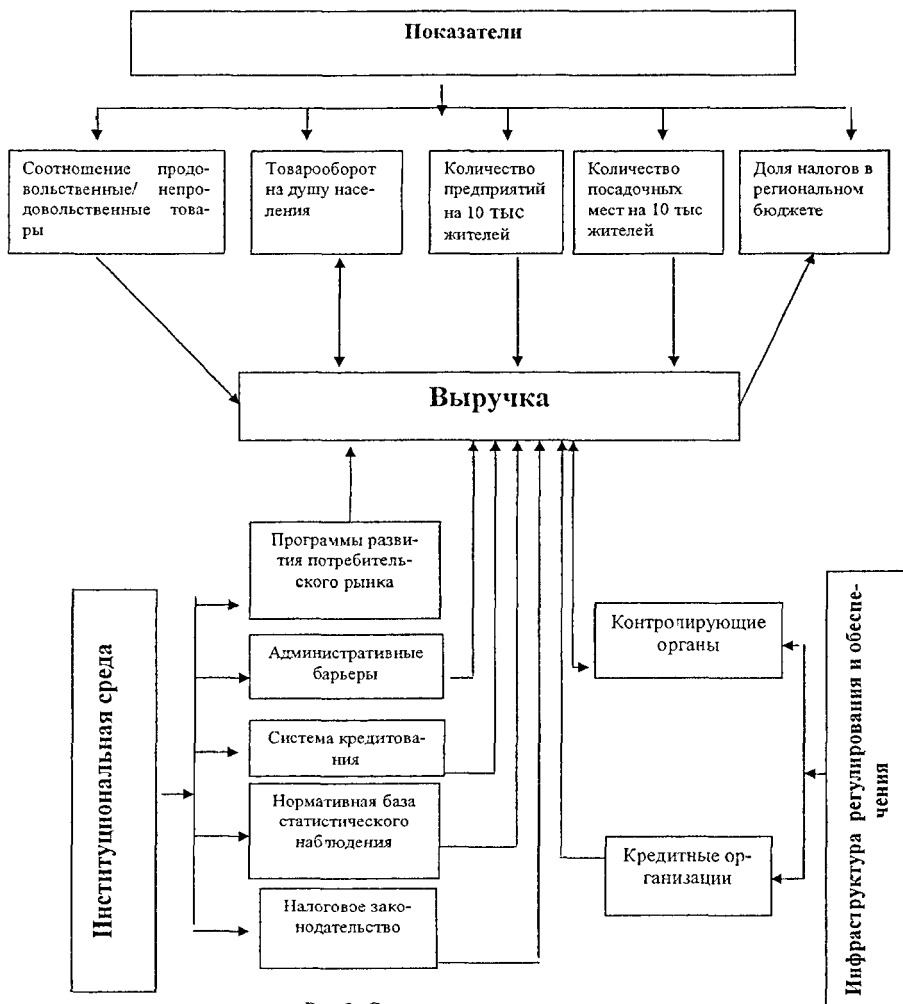 Показатели
Соотношение продо-
вольственные/ непро-
довольственные това-
ры
Товарооборот
на душу насе-
ления
Количество
предприятий
на 10 тыс
жителей
Количество
посадочных
мест на 10 тыс
жителей
Доля налогов в
региональном
бюджете
Выручка
Программы разви-
тия потребитель-
ского рынка
Административные
барьеры
Система кредитова-
ния
Нормативная база
статистического
наблюдения
Налоговое зако-
нодательство
Институциональная среда
Контролирующие
органы
Кредитные ор-
ганизации
Инфраструктура регулирования и обеспе-
чения